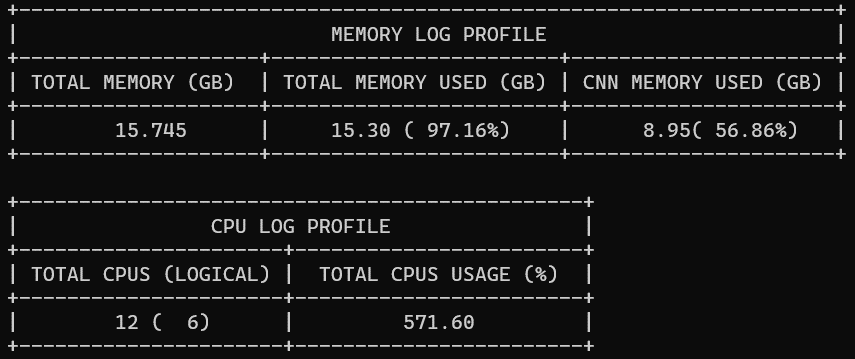 MEMORY LOG PROFILE
TOTAL MEMORY (GB) | TOTAL MEMORY USED (GB) | CNN MEMORY USED (GB)
15.745 | 15.30 ( 97.16%) | 8.95( 56.86%)
CPU LOG PROFILE
TOTAL CPUS (LOGICAL) | TOTAL CPUS USAGE (%)
12 (  6) | 571.60